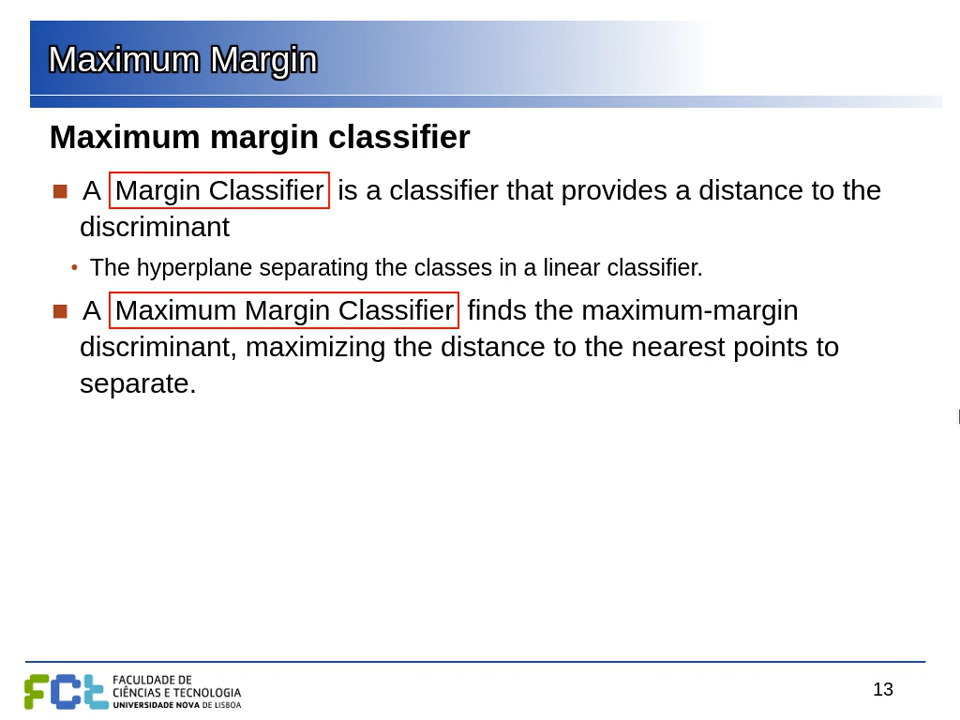 Maximum Margin
Maximum margin classifier
A Margin Classifier is a classifier that provides a distance to the
discriminant
The hyperplane separating the classes in a linear classifier.
A Maximum Margin Classifier finds the maximum-margin
discriminant, maximizing the distance to the nearest points to
separate.
FCt
FACULDADE DE
CIÊNCIAS E TECNOLOGIA
UNIVERSIDADE NOVA DE LISBOA
13